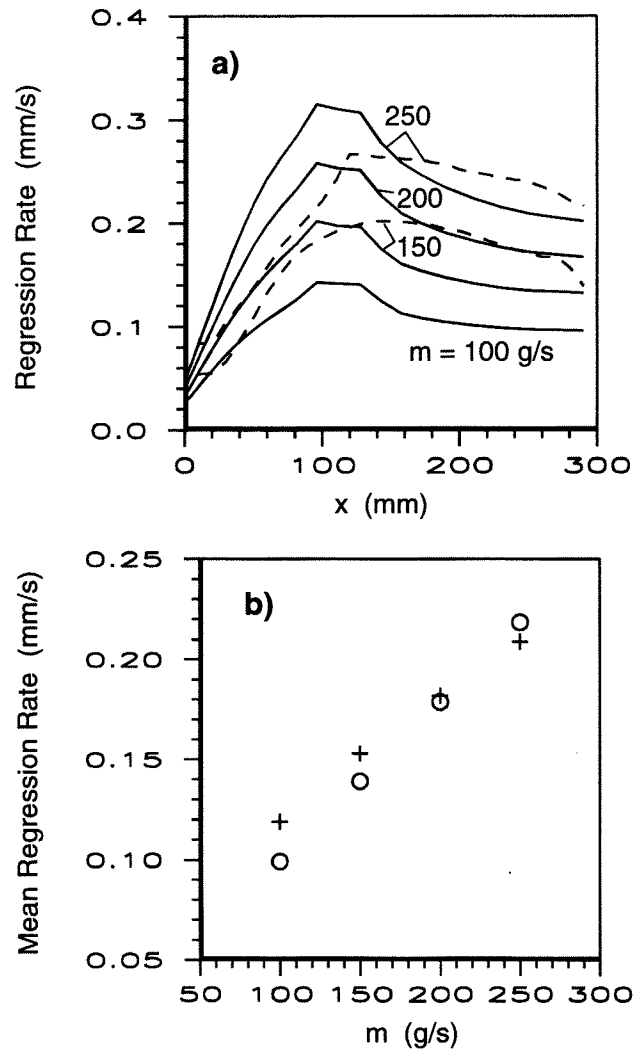 0.4
0.3
0.2
0.1
0.0
Regression Rate (mm/s)
a)
250
200
150
m = 100 g/s
0 100 200 300
x (mm)
0.25
0.20
0.15
0.10
0.05
Mean Regression Rate (mm/s)
b)
50 100 150 200 250 300
m (g/s)